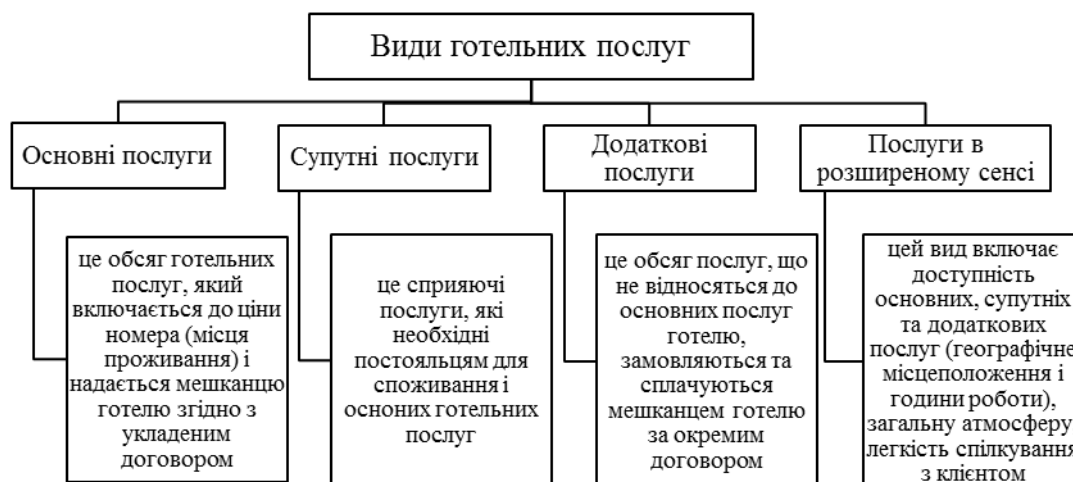 Види готельних послуг
Основні послуги
Супутні послуги
Додаткові
послуги
Послуги в
розширеному сенсі
це обсяг готельних
послуг, який
включається до ціни
номера (місця
проживання) і
надається мешканцю
готелю згідно з
укладеним
договором
це сприяючі
послуги, які
необхідні
постояльцям для
споживання і
осноних готельних
послуг
це обсяг послуг, що
не відносяться до
основних послуг
готелю,
замовляються та
сплачуються
мешканцем готелю
за окремим
договором
цей вид включає
доступність
основних, супутніх
та додаткових
послуг (географічне
місцеположення і
години роботи),
загальну атмосферу
легкість спілкування
з клієнтом